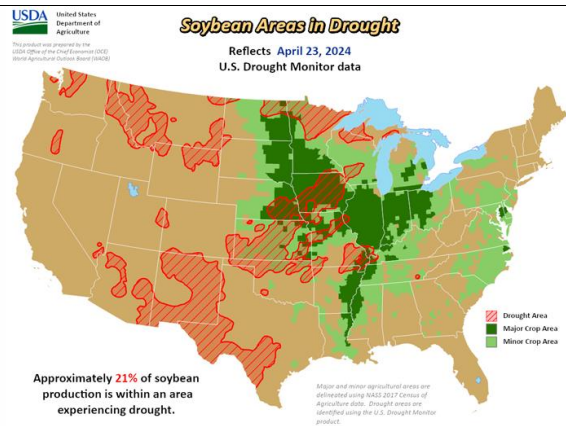 USDA
United States
Department of
Agriculture
This product was prepared by the
USDA Office of the Chief Economist (OCE)
World Agricultural Outlook Board (WAOB)
Soybean Areas in Drought
Reflects April 23, 2024
U.S. Drought Monitor data
Drought Area
Major Crop Area
Minor Crop Area
Approximately 21% of soybean
production is within an area
experiencing drought.
Major and minor agricultural areas are
delineated using NASS 2017 Census of
Agriculture data. Drought areas are
identified using the U.S. Drought Monitor
product.